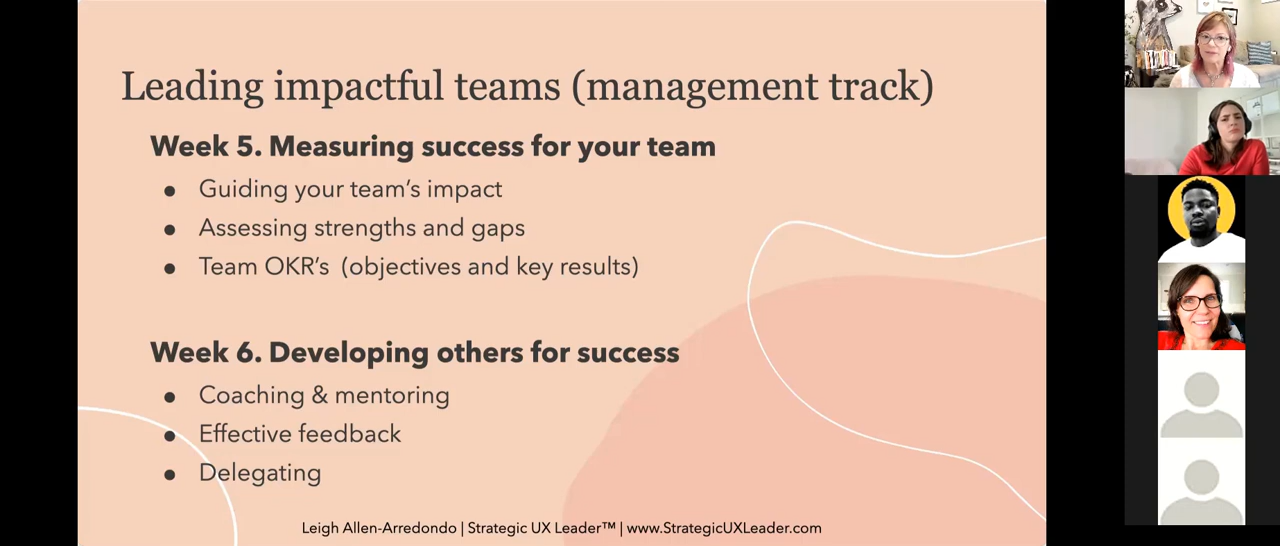 Leading impactful teams (management track)
Week 5. Measuring success for your team
● Guiding your team's impact
● Assessing strengths and gaps
● Team OKR's (objectives and key results)
Week 6. Developing others for success
● Coaching & mentoring
● Effective feedback
● Delegating
Leigh Allen-Arredondo | Strategic UX Leader™ | www.StrategicUXLeader.com